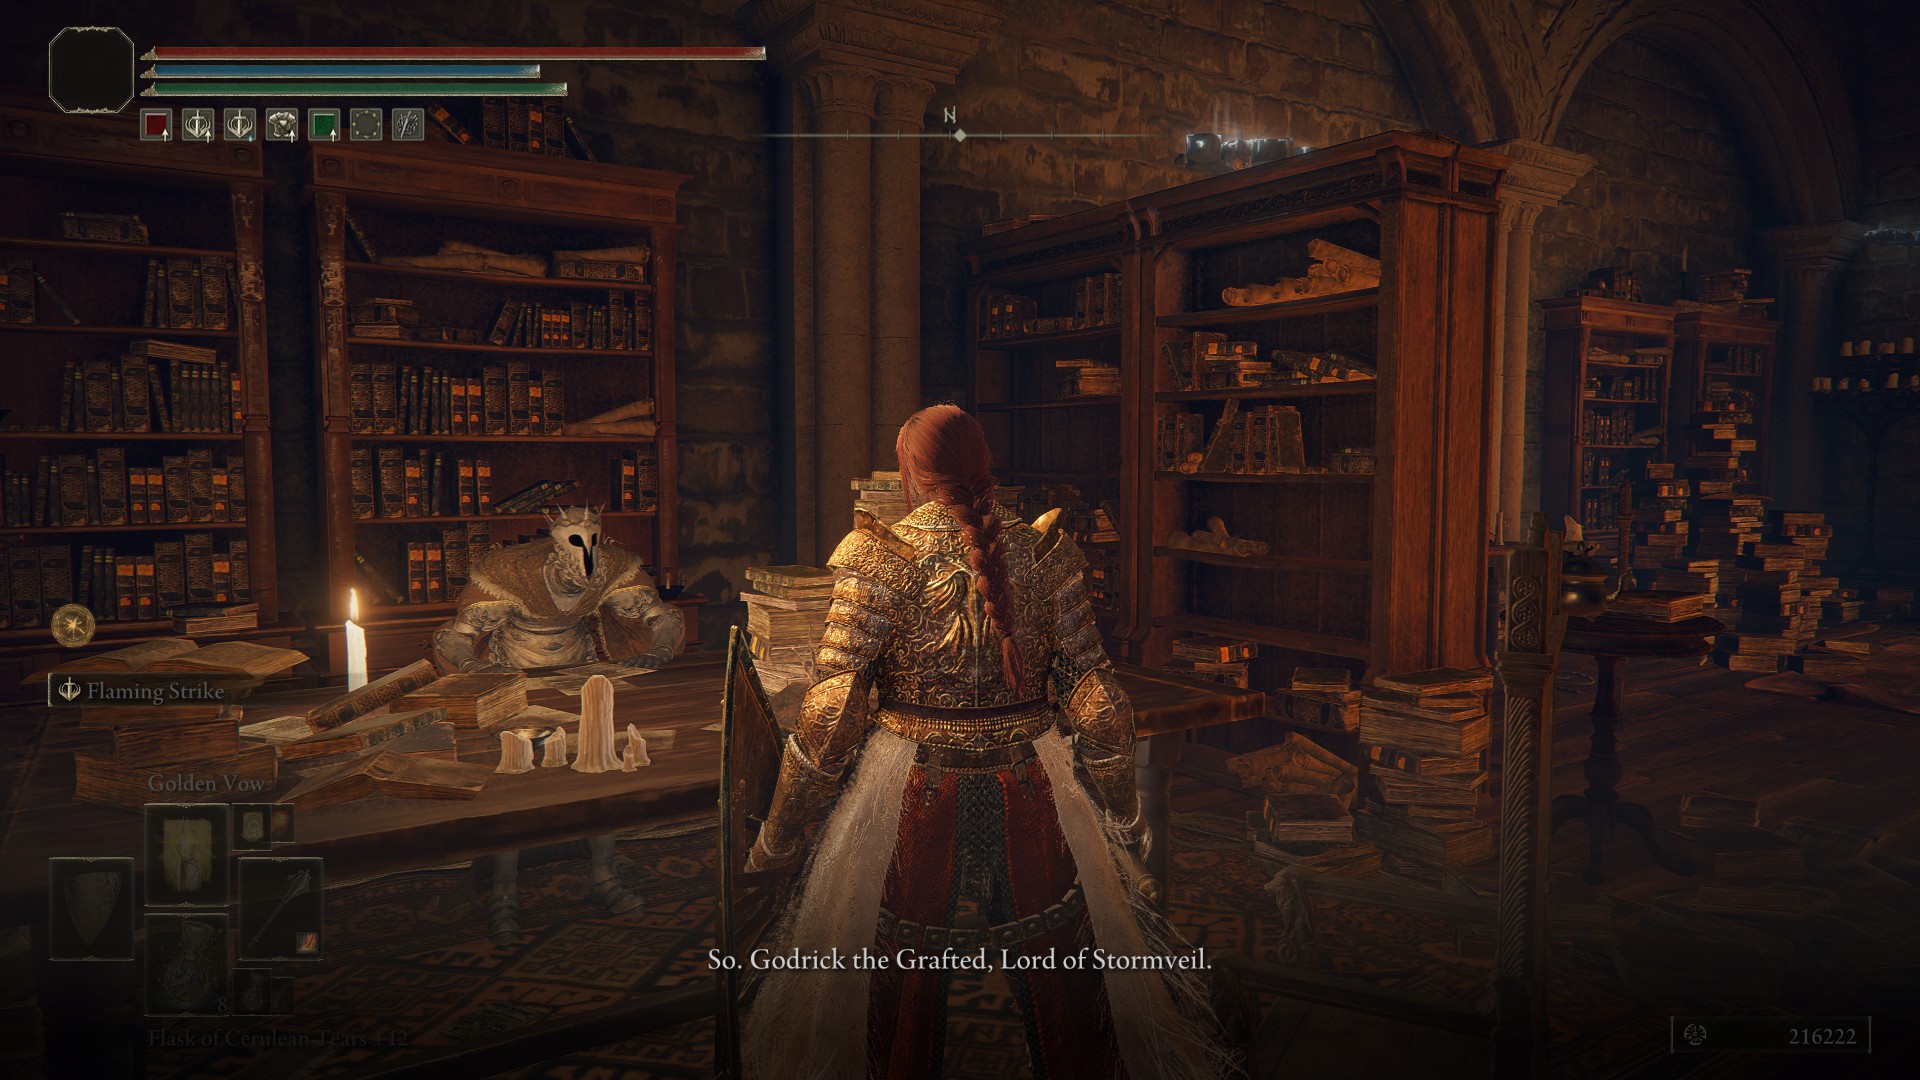 N
Flaming Strike
Golden Vow
8
Flask of Cerulean Tears +12
So. Godrick the Grafted, Lord of Stormveil.
216222